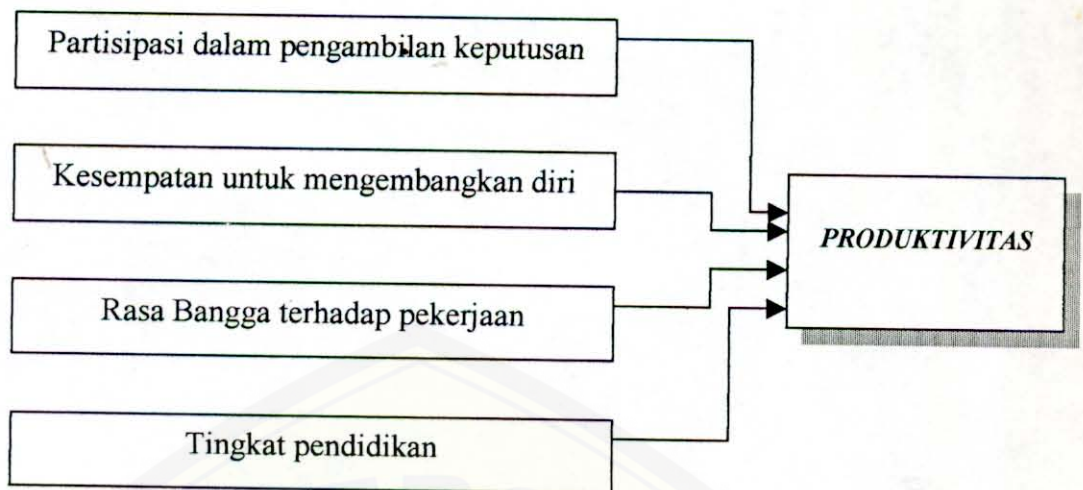 Partisipasi dalam pengambilan keputusan
Kesempatan untuk mengembangkan diri
Rasa Bangga terhadap pekerjaan
Tingkat pendidikan
PRODUKTIVITAS